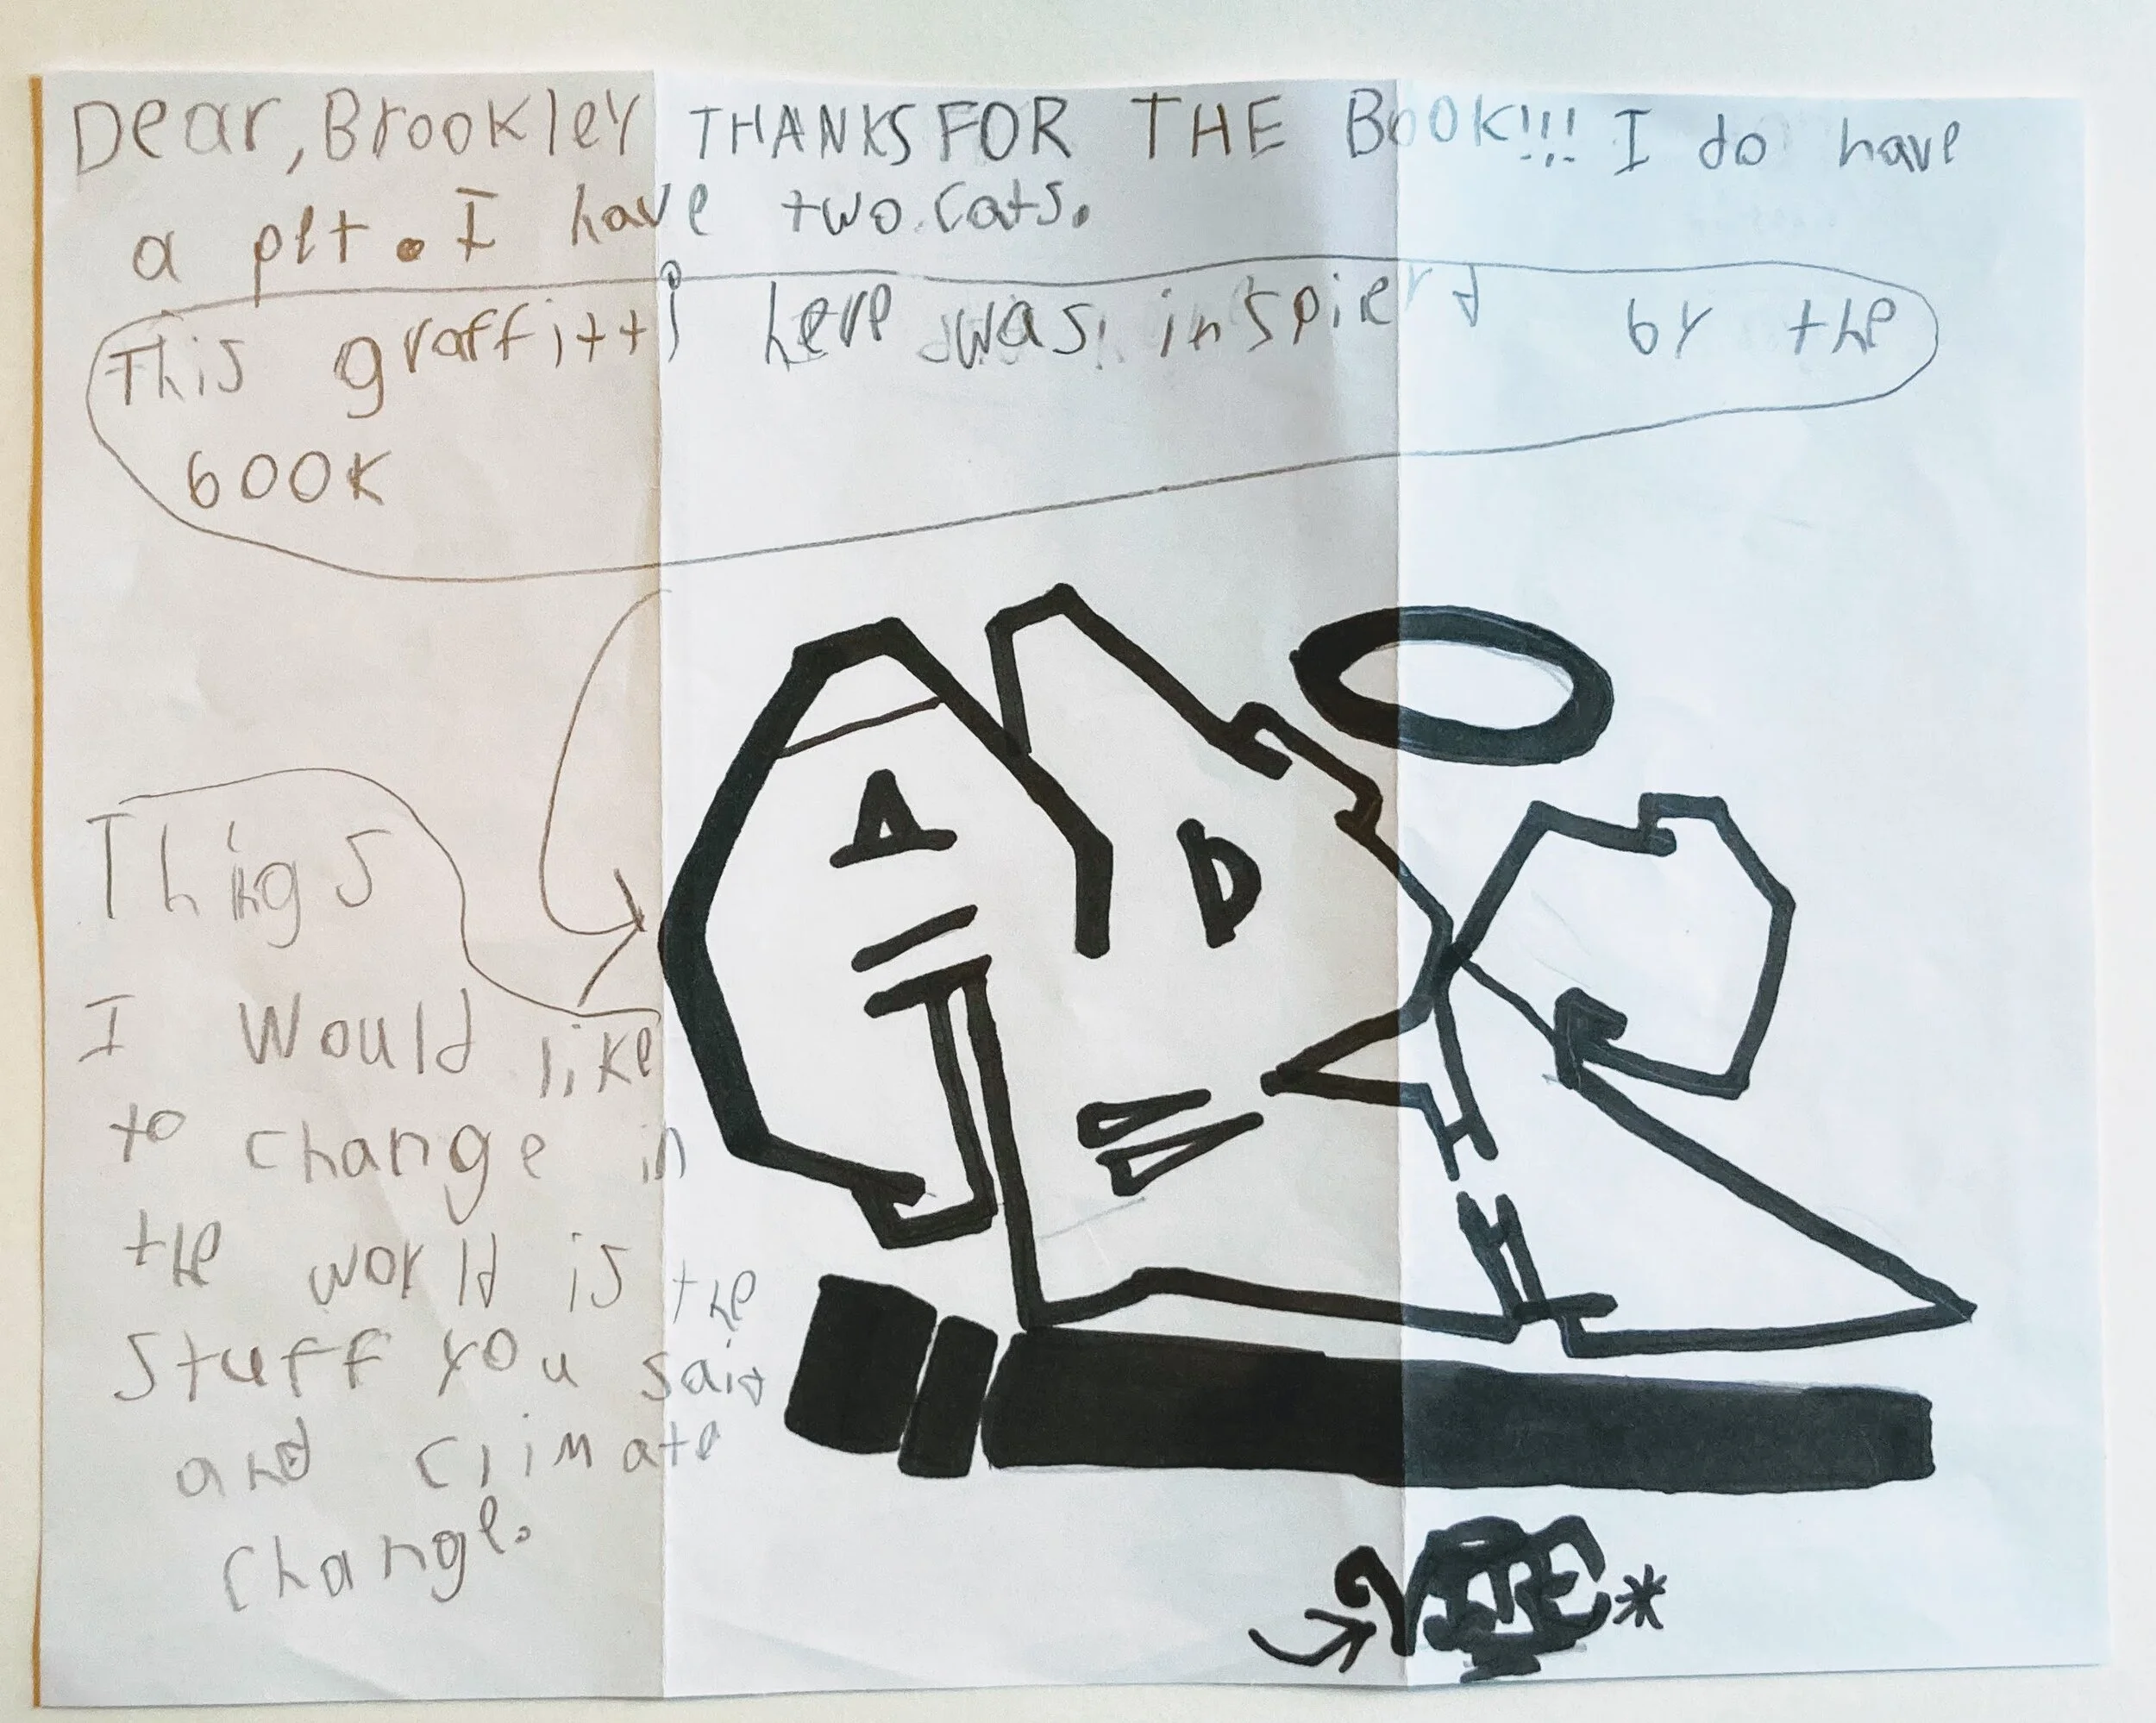 Dear, Brookley THANKS FOR THE BOOK!!! I do have
a pet. I have two cats.
This graffitti here was inspierd by the
book
Things
I would like
to change in
the world is the
stuff you said
and climate
change.